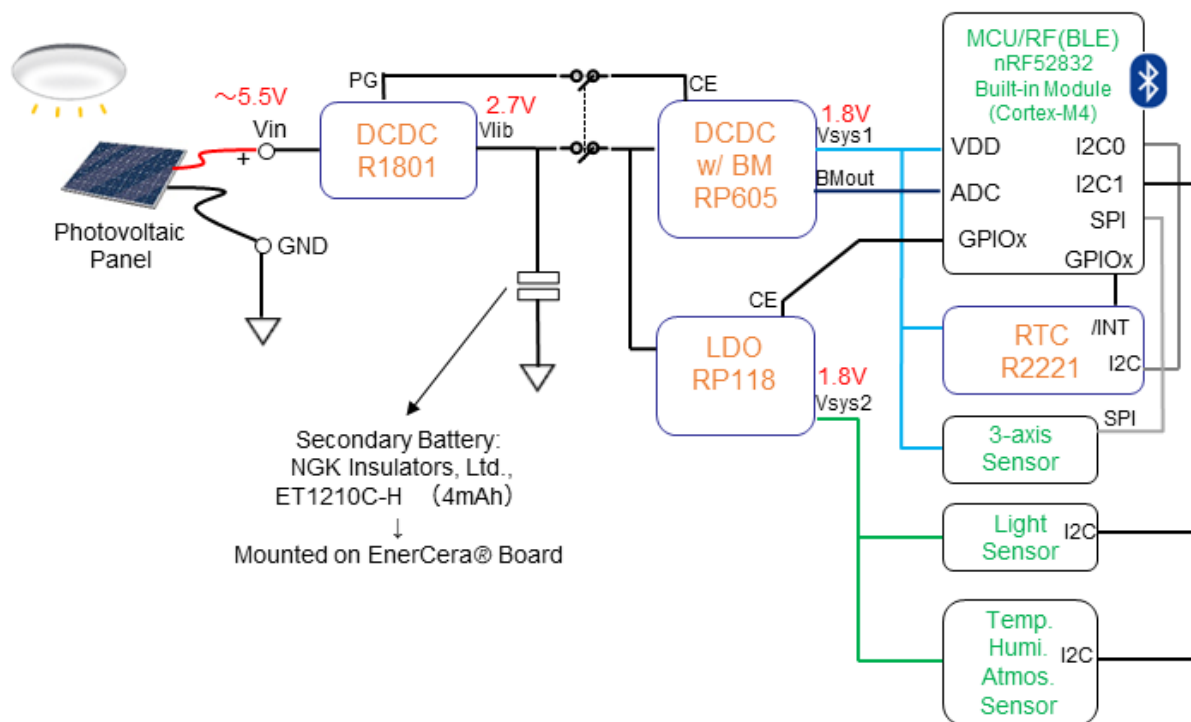 MCU/RF(BLE)
nRF52832
Built-in Module
(Cortex-M4)
PG
CE
~5.5V
Vin
+
DCDC
R1801
2.7V
Vlib
DCDC
w/ BM
RP605
1.8V
Vsys1
BMout
VDD
ADC
GPIOx
I2C0
I2C1
SPI
GPIOx
Photovoltaic
Panel
GND
CE
LDO
RP118
1.8V
Vsys2
RTC
R2221
/INT
I2C
SPI
3-axis
Sensor
Secondary Battery:
NGK Insulators, Ltd.,
ET1210C-H (4mAh)
↓
Mounted on EnerCera® Board
Light
Sensor
I2C
Temp.
Humi.
Atmos.
Sensor
I2C